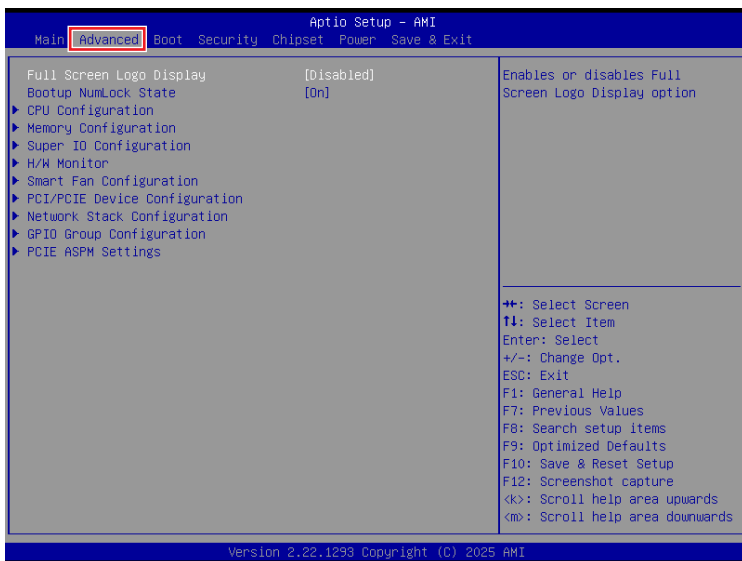 Aptio Setup – AMI
Main Advanced Boot Security Chipset Power Save & Exit
Full Screen Logo Display [Disabled]
Bootup NumLock State [On]
▶ CPU Configuration
▶ Memory Configuration
▶ Super IO Configuration
▶ H/W Monitor
▶ Smart Fan Configuration
▶ PCI/PCIE Device Configuration
▶ Network Stack Configuration
▶ GPIO Group Configuration
▶ PCIE ASPM Settings
Enables or disables Full
Screen Logo Display option
→←: Select Screen
↑↓: Select Item
Enter: Select
+/-: Change Opt.
ESC: Exit
F1: General Help
F7: Previous Values
F8: Search setup items
F9: Optimized Defaults
F10: Save & Reset Setup
F12: Screenshot capture
<k>: Scroll help area upwards
<m>: Scroll help area downwards
Version 2.22.1293 Copyright (C) 2025 AMI